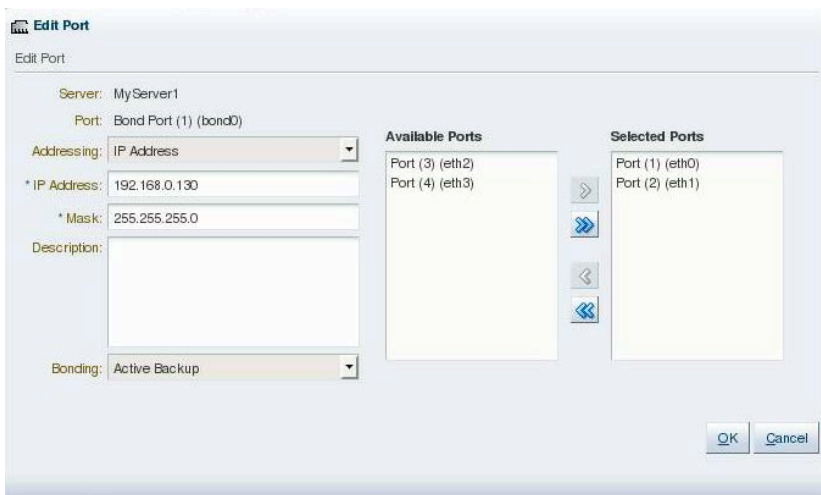 Edit Port
Edit Port
Server: MyServer1
Port: Bond Port (1) (bond0)
Addressing: IP Address
* IP Address: 192.168.0.130
* Mask: 255.255.255.0
Description:
Bonding: Active Backup
Available Ports
Port (3) (eth2)
Port (4) (eth3)
Selected Ports
Port (1) (eth0)
Port (2) (eth1)
OK Cancel